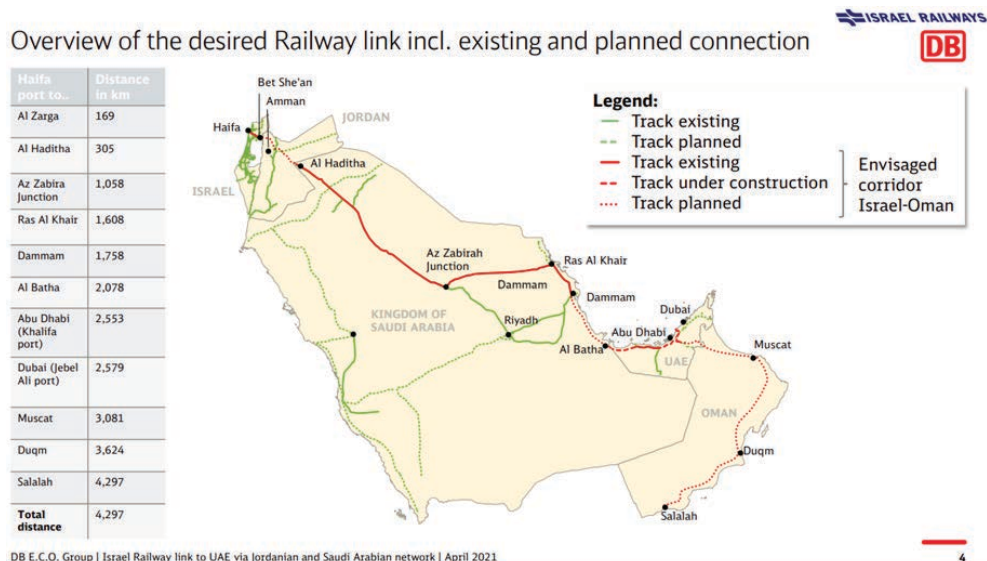 ISRAEL RAILWAYS
DB
Overview of the desired Railway link incl. existing and planned connection
Haifa port to.. Distance in km
Al Zarga 169
Al Haditha 305
Az Zabira Junction 1,058
Ras Al Khair 1,608
Dammam 1,758
Al Batha 2,078
Abu Dhabi (Khalifa port) 2,553
Dubai (Jebel Ali port) 2,579
Muscat 3,081
Duqm 3,624
Salalah 4,297
Total distance 4,297
Bet She'an
Amman
Haifa
JORDAN
Al Haditha
ISRAEL
Az Zabirah
Junction
Ras Al Khair
Dammam
Dammam
KINGDOM OF
SAUDI ARABIA
Riyadh
Dubai
Abu Dhabi
Al Batha
Muscat
UAE
OMAN
Duqm
Salalah
Legend:
Track existing
Track planned
Track existing
Track under construction
Track planned
Envisaged
corridor
Israel-Oman
DB E.C.O. Group | Israel Railway link to UAE via Jordanian and Saudi Arabian network | April 2021
4